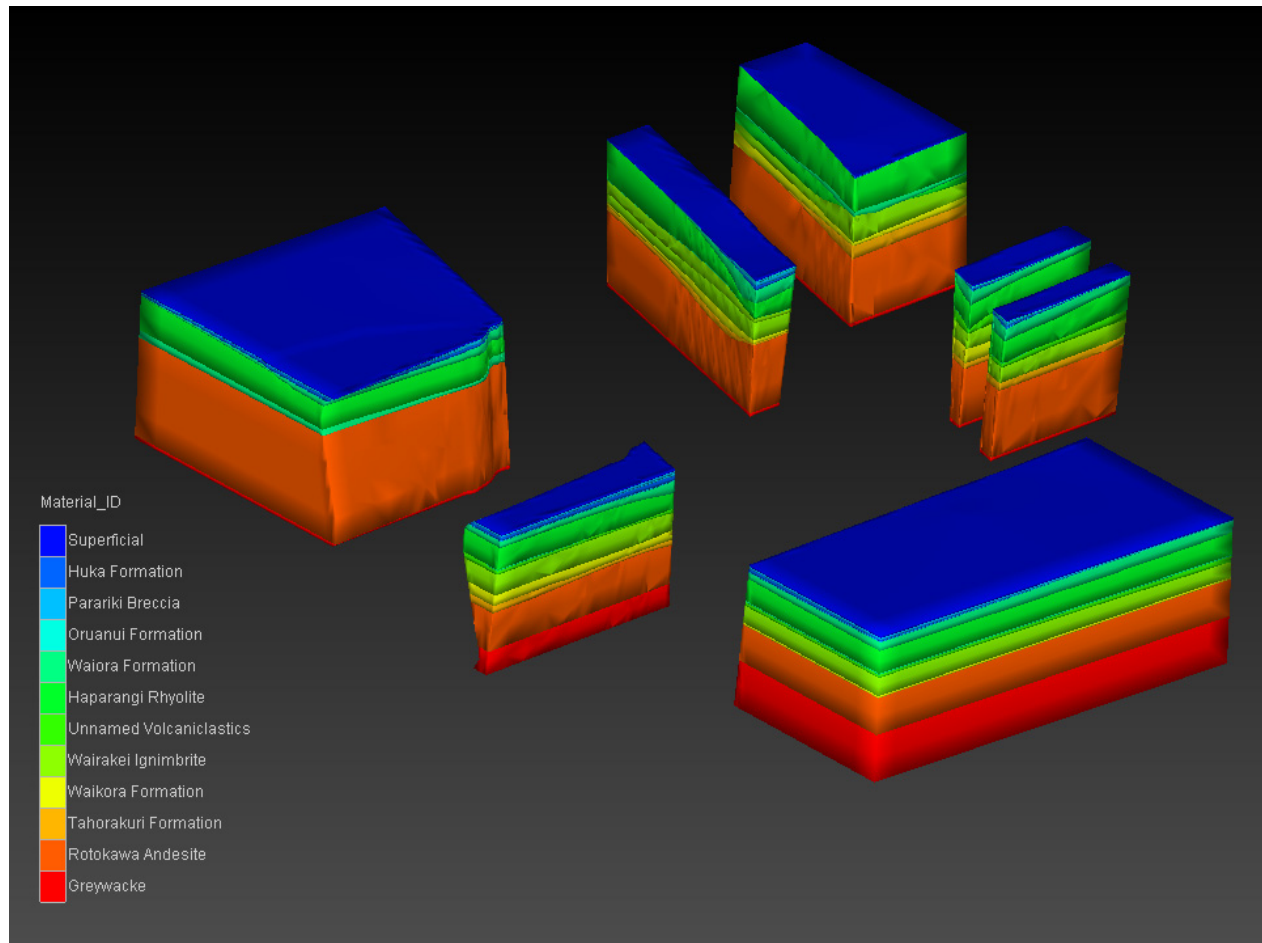 Material_ID
Superficial
Huka Formation
Parariki Breccia
Oruanui Formation
Waiora Formation
Haparangi Rhyolite
Unnamed Volcaniclastics
Wairakei Ignimbrite
Waikora Formation
Tahorakuri Formation
Rotokawa Andesite
Greywacke